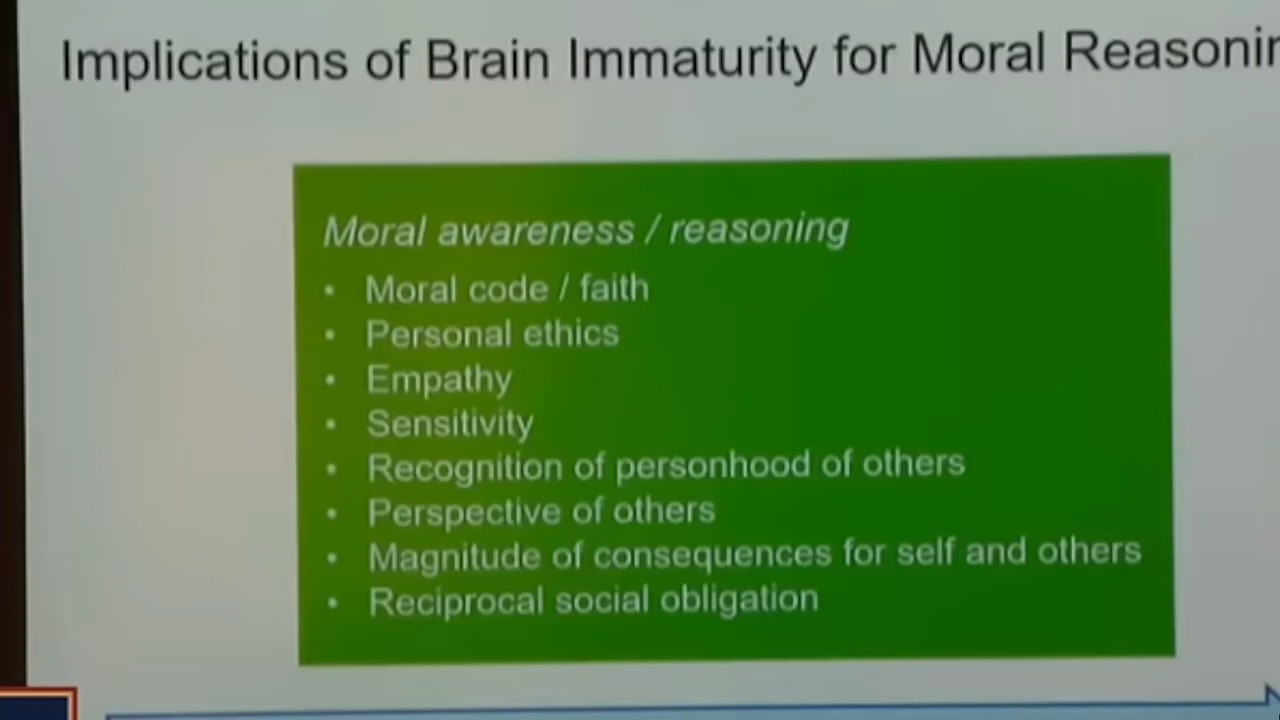 Implications of Brain Immaturity for Moral Reasonin
Moral awareness / reasoning
• Moral code / faith
• Personal ethics
• Empathy
• Sensitivity
• Recognition of personhood of others
• Perspective of others
• Magnitude of consequences for self and others
• Reciprocal social obligation